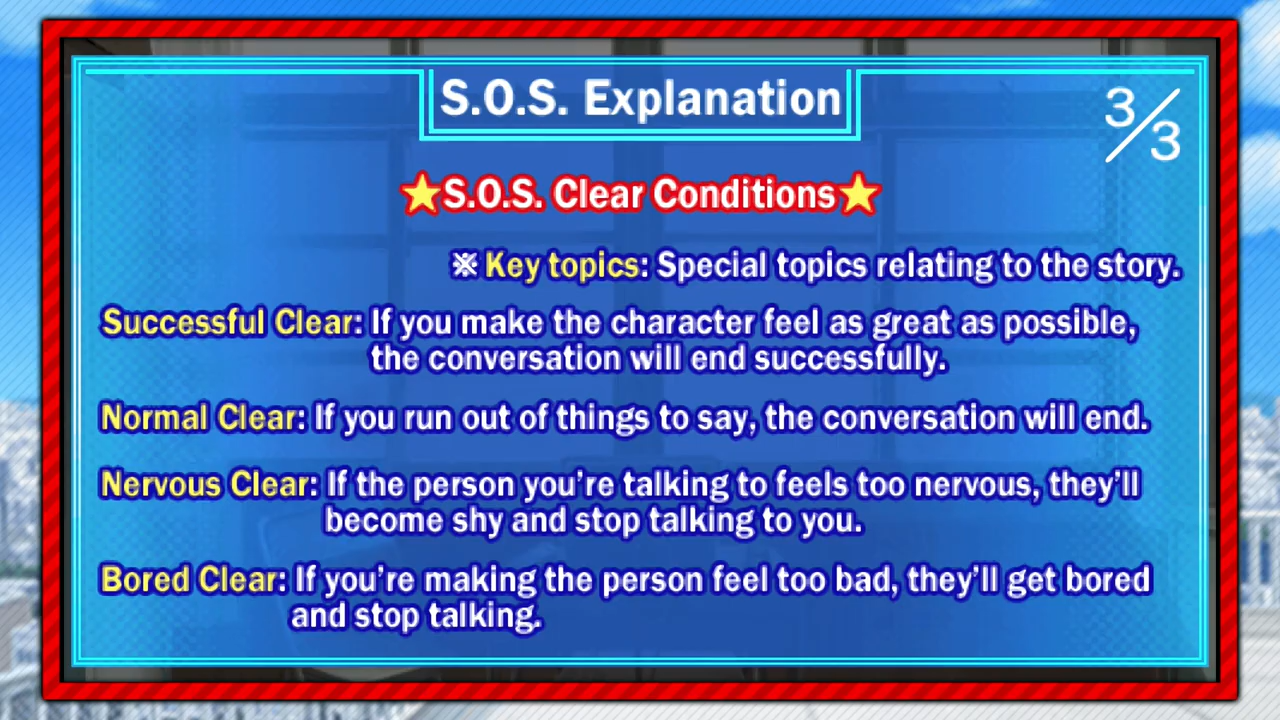 S.O.S. Explanation
3/3
★S.O.S. Clear Conditions★
※ Key topics: Special topics relating to the story.
Successful Clear: If you make the character feel as great as possible,
the conversation will end successfully.
Normal Clear: If you run out of things to say, the conversation will end.
Nervous Clear: If the person you’re talking to feels too nervous, they’ll
become shy and stop talking to you.
Bored Clear: If you’re making the person feel too bad, they’ll get bored
and stop talking.